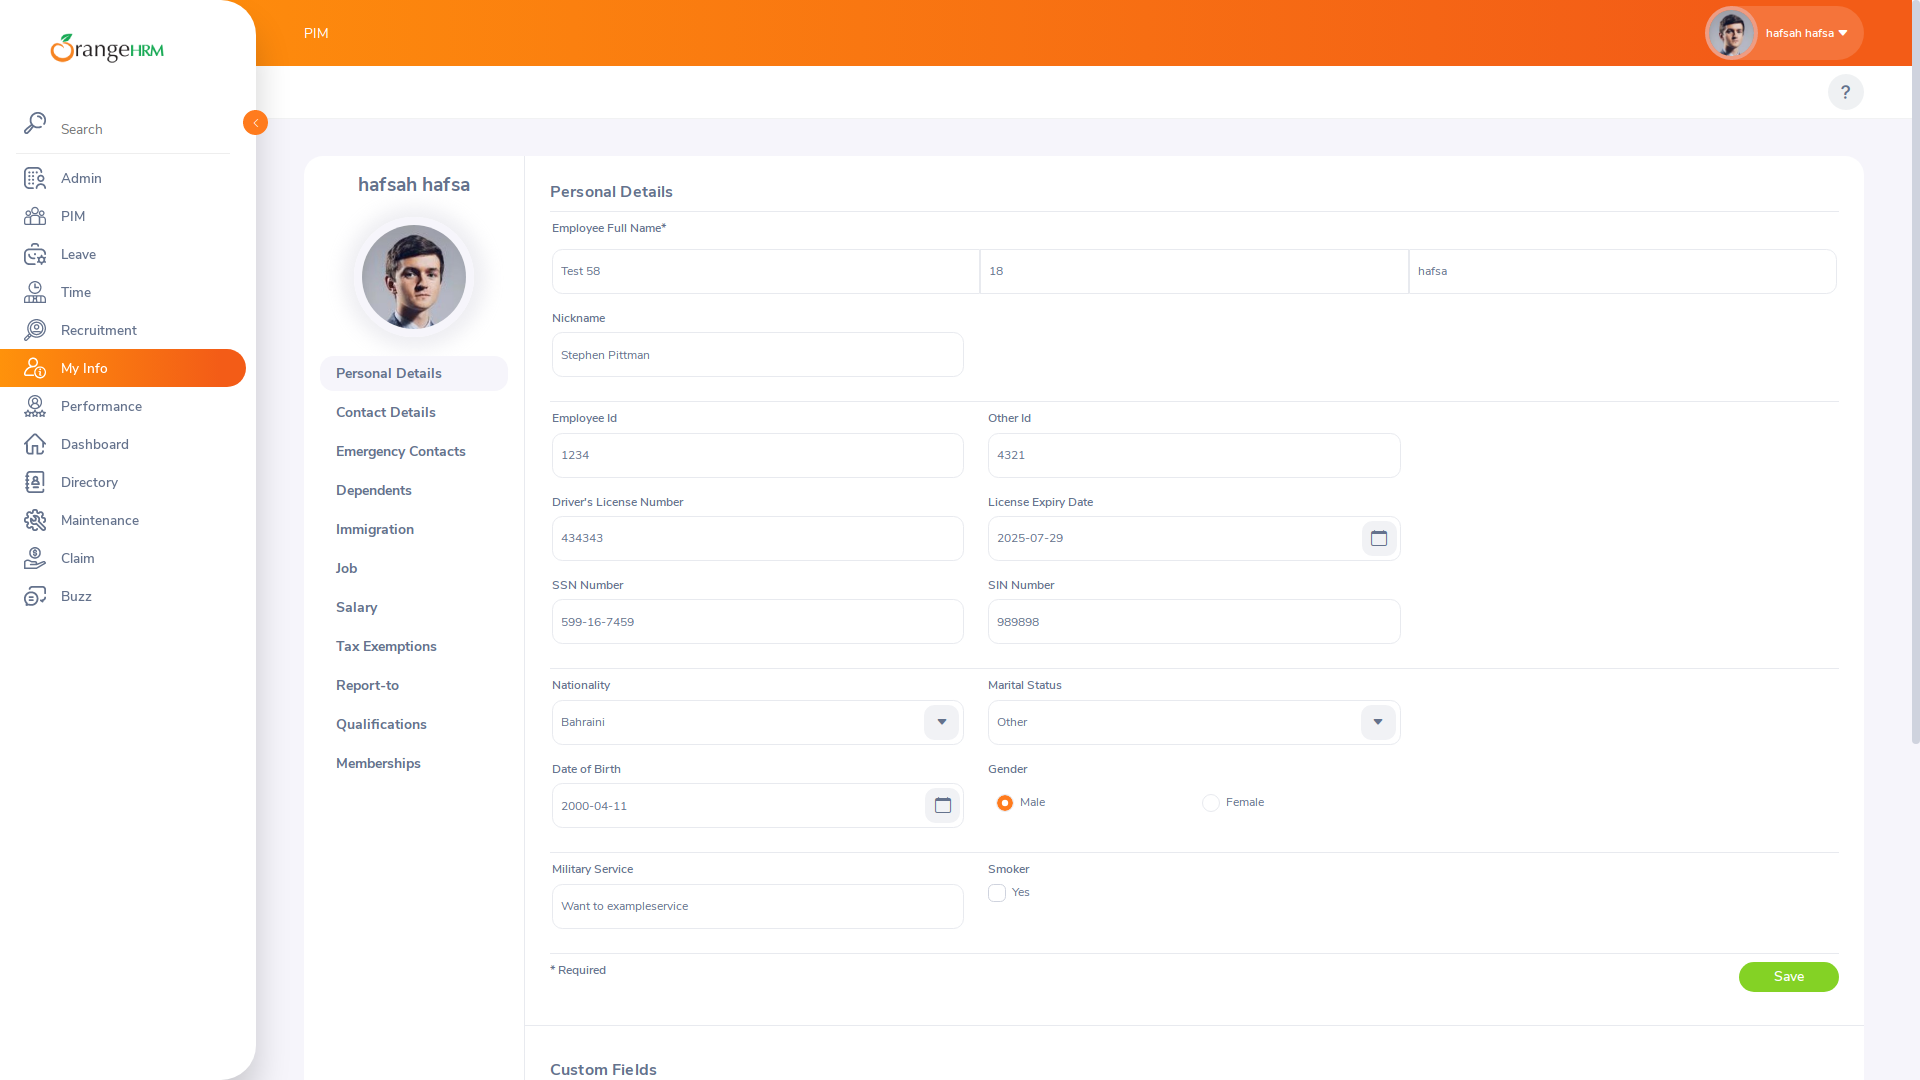 OrangeHRM
Search
Admin
PIM
Leave
Time
Recruitment
My Info
Performance
Dashboard
Directory
Maintenance
Claim
Buzz
PIM
hafsah hafsa
?
hafsah hafsa
Personal Details
Contact Details
Emergency Contacts
Dependents
Immigration
Job
Salary
Tax Exemptions
Report-to
Qualifications
Memberships
Personal Details
Employee Full Name*
Test 58 18 hafsa
Nickname
Stephen Pittman
Employee Id Other Id
1234 4321
Driver's License Number License Expiry Date
434343 2025-07-29
SSN Number SIN Number
599-16-7459 989898
Nationality Marital Status
Bahraini Other
Date of Birth Gender
2000-04-11 Male Female
Military Service Smoker
Yes
Want to exampleservice
* Required
Save
Custom Fields